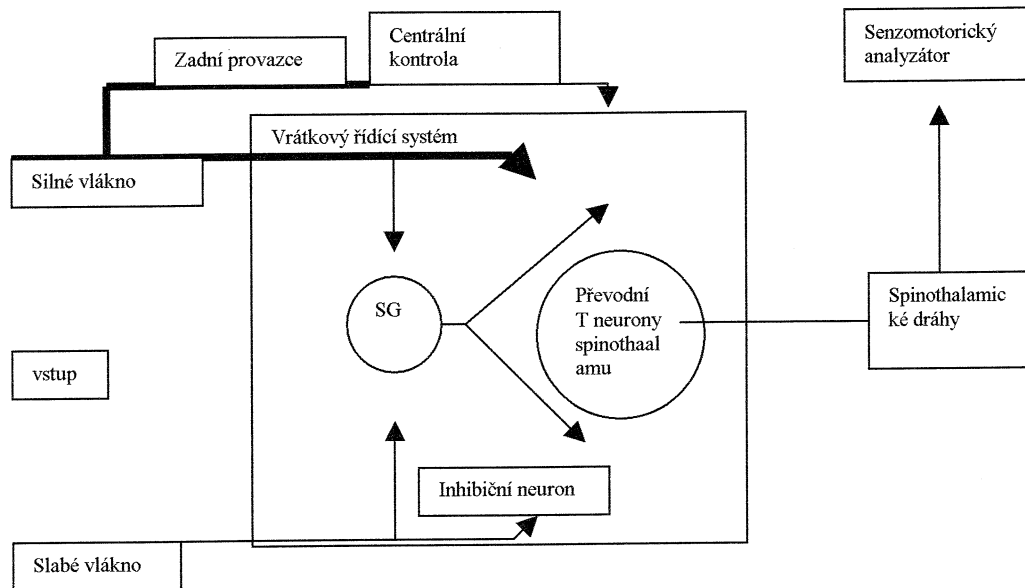 Centrální
kontrola
Senzomotorický
analyzátor
Zadní provazce
Vrátkový řídící systém
Silné vlákno
SG
Převodní
T neurony
spinothaal
amu
Spinothalamic
ké dráhy
vstup
Inhibiční neuron
Slabé vlákno